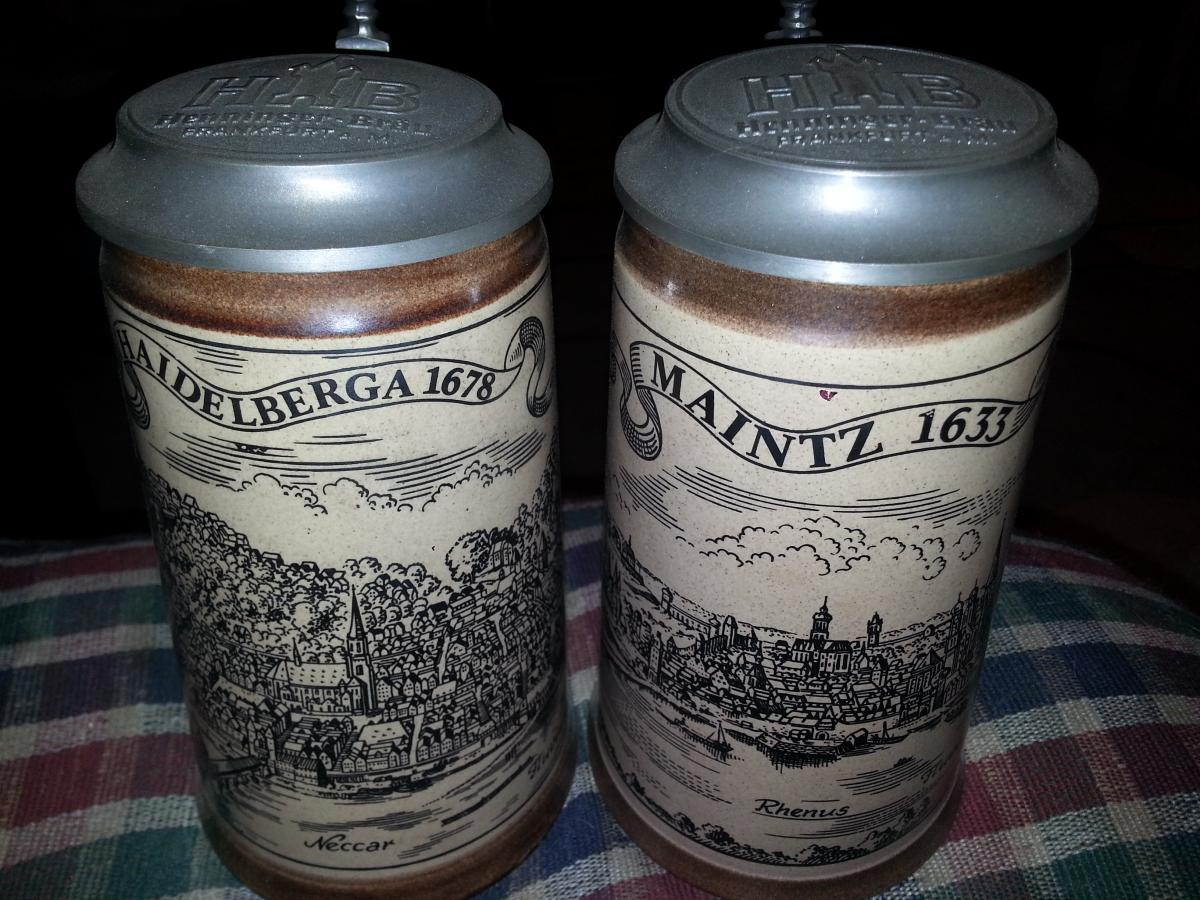 HB
Henninger-Bräu
FRANKFURT A.M.
HAIDELBERGA 1678
Neccar
HB
Henninger-Bräu
FRANKFURT A.M.
MAINTZ 1633
Rhenus